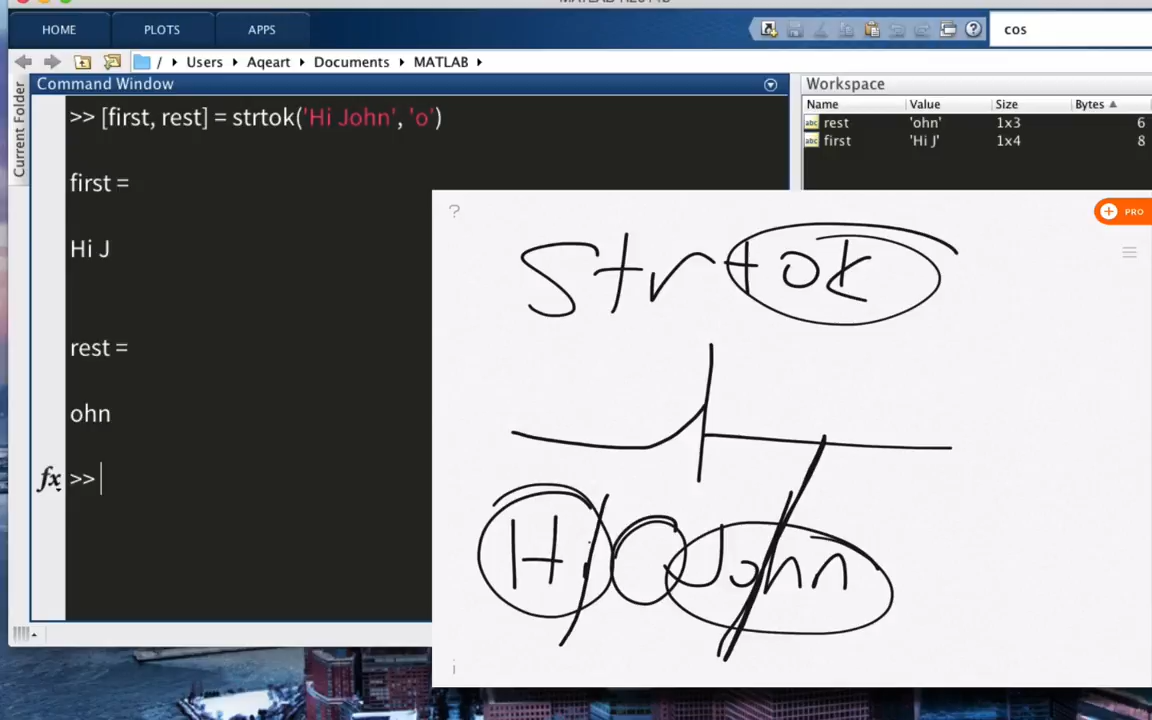 HOME PLOTS APPS cos
/ ▸ Users ▸ Aqeart ▸ Documents ▸ MATLAB ▸
Current Folder
Command Window
>> [first, rest] = strtok('Hi John', 'o')
first =
Hi J
rest =
ohn
fx >>
Workspace
Name Value Size Bytes
rest 'ohn' 1x3 6
first 'Hi J' 1x4 8
? PRO
Strtok
Hi John
i